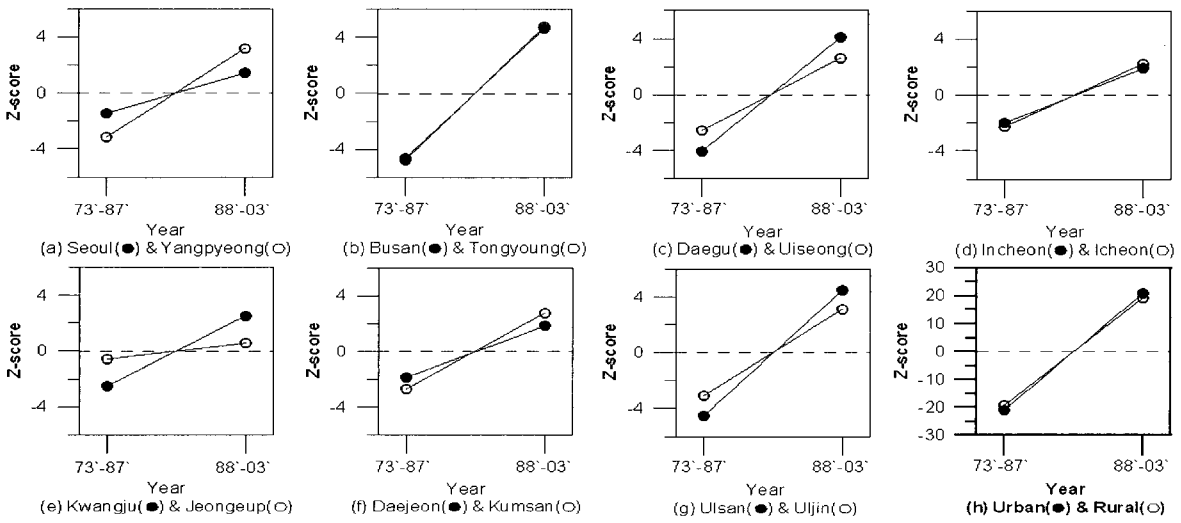 Z-score
4
0
-4
73`-87`
88`-03`
Year
(a) Seoul(●) & Yangpyeong(○)
Z-score
4
0
-4
73`-87`
88`-03`
Year
(b) Busan(●) & Tongyoung(○)
Z-score
4
0
-4
73`-87`
88`-03`
Year
(c) Daegu(●) & Uiseong(○)
Z-score
4
0
-4
73`-87`
88`-03`
Year
(d) Incheon(●) & Icheon(○)
Z-score
4
0
-4
73`-87`
88`-03`
Year
(e) Kwangju(●) & Jeongeup(○)
Z-score
4
0
-4
73`-87`
88`-03`
Year
(f) Daejeon(●) & Kumsan(○)
Z-score
4
0
-4
73`-87`
88`-03`
Year
(g) Ulsan(●) & Uljin(○)
Z-score
30
20
10
0
-10
-20
-30
73`-87`
88`-03`
Year
(h) Urban(●) & Rural(○)